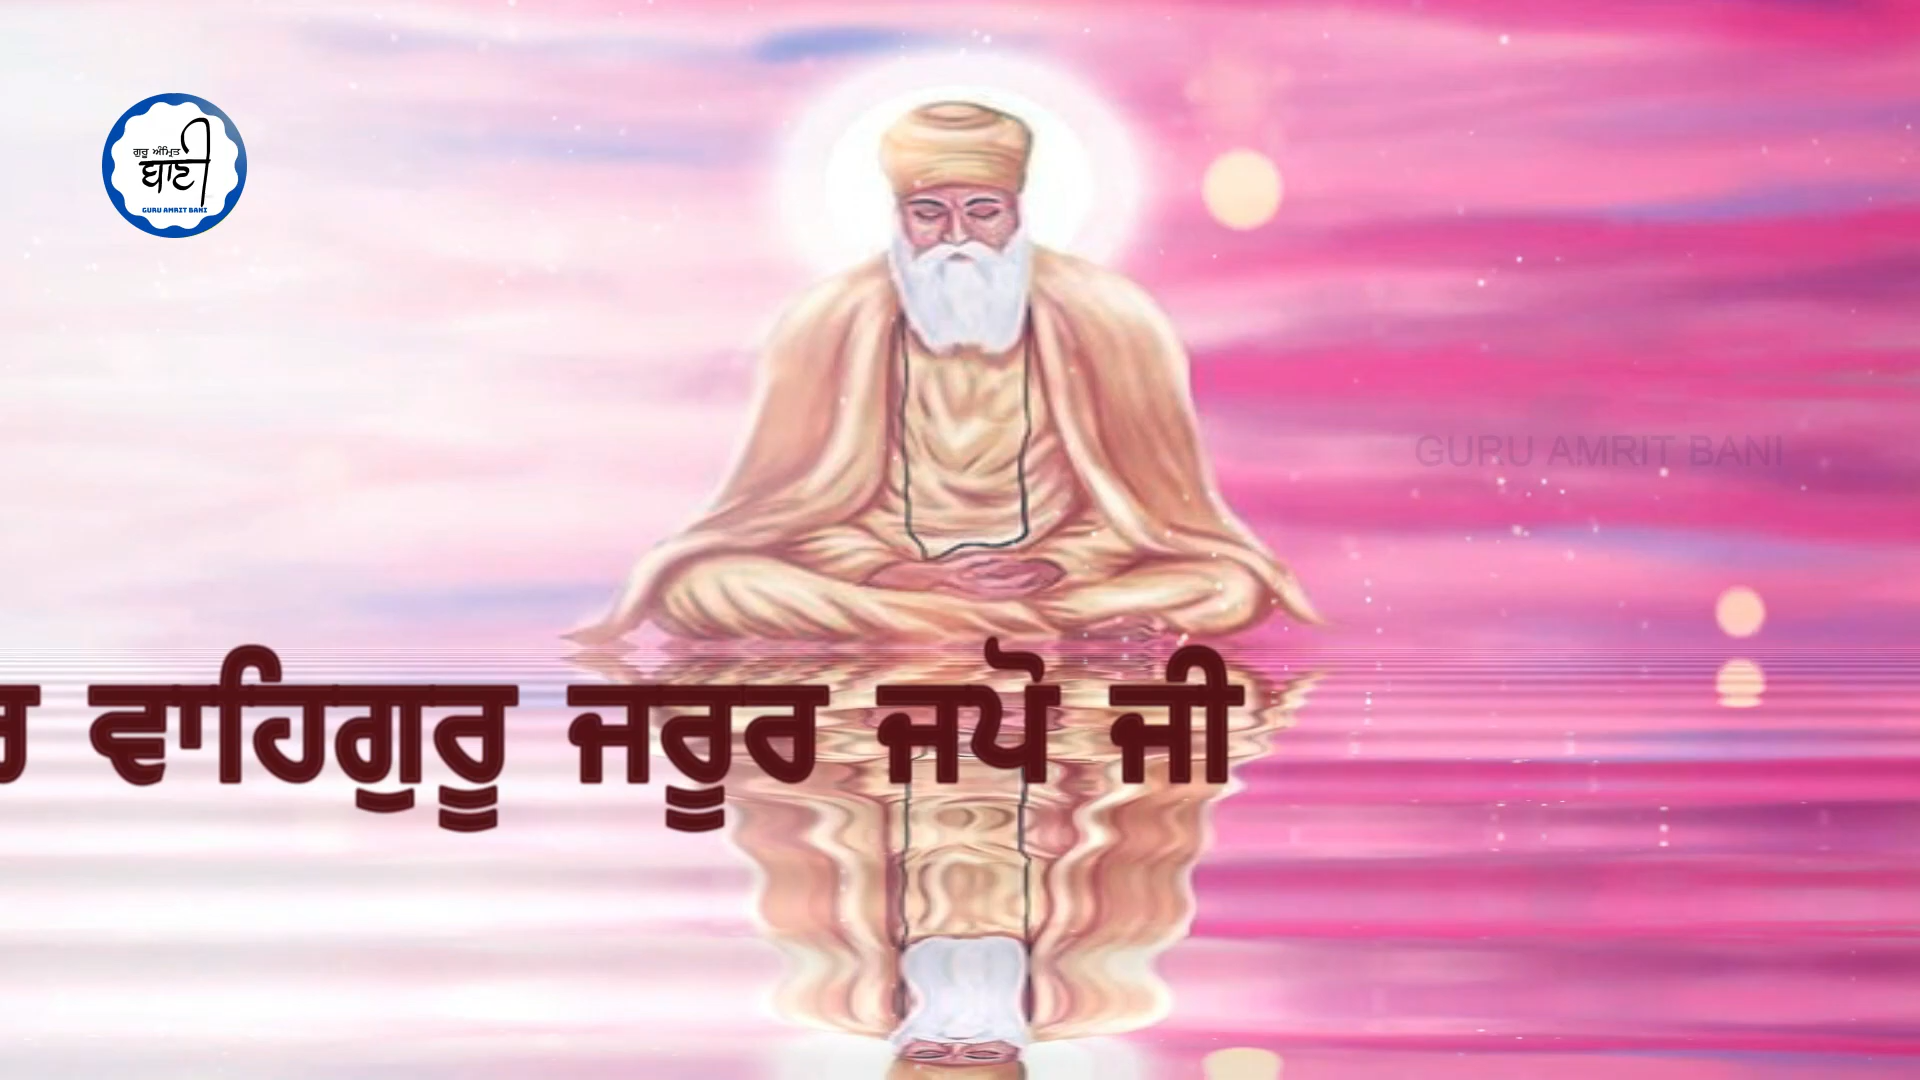 ਗੁਰੂ ਅੰਮ੍ਰਿਤ
ਬਾਣੀ
GURU AMRIT BANI
GURU AMRIT BANI
ਵਾਹਿਗੁਰੂ ਜਰੂਰ ਜਪੋ ਜੀ